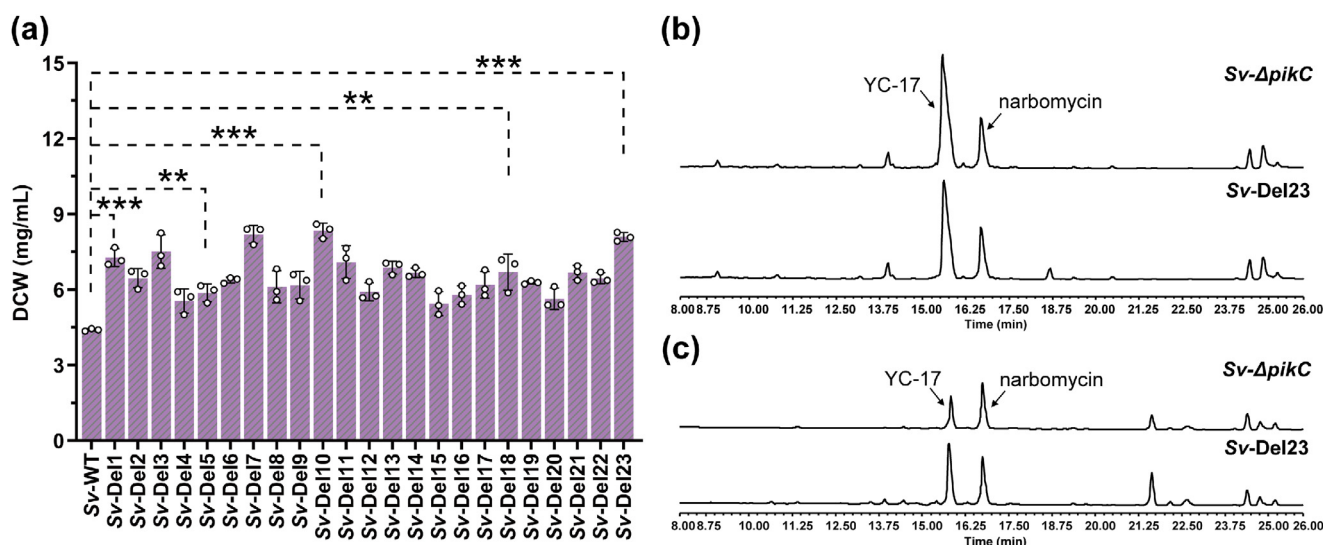 (a)
DCW (mg/mL)
15
12
9
6
3
0
***
**
***
**
***
Sv-WT
Sv-Del1
Sv-Del2
Sv-Del3
Sv-Del4
Sv-Del5
Sv-Del6
Sv-Del7
Sv-Del8
Sv-Del9
Sv-Del10
Sv-Del11
Sv-Del12
Sv-Del13
Sv-Del14
Sv-Del15
Sv-Del16
Sv-Del17
Sv-Del18
Sv-Del19
Sv-Del20
Sv-Del21
Sv-Del22
Sv-Del23
(b)
Sv-ΔpikC
YC-17
narbomycin
Sv-Del23
8.00 8.75 10.00 11.25 12.50 13.75 15.00 16.25 17.50 18.75 20.00 21.25 22.50 23.75 25.00 26.00
Time (min)
(c)
Sv-ΔpikC
YC-17
narbomycin
Sv-Del23
8.00 8.75 10.00 11.25 12.50 13.75 15.00 16.25 17.50 18.75 20.00 21.25 22.50 23.75 25.00 26.00
Time (min)